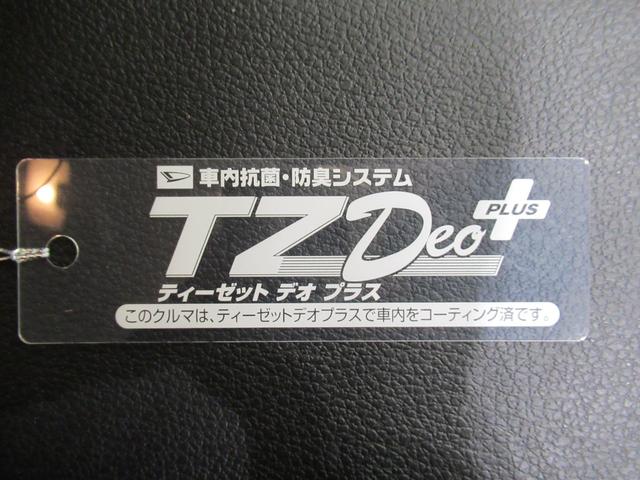 車内抗菌・防臭システム
TZDeo PLUS
ティーゼット デオ プラス
このクルマは、ティーゼットデオプラスで車内をコーティング済です。